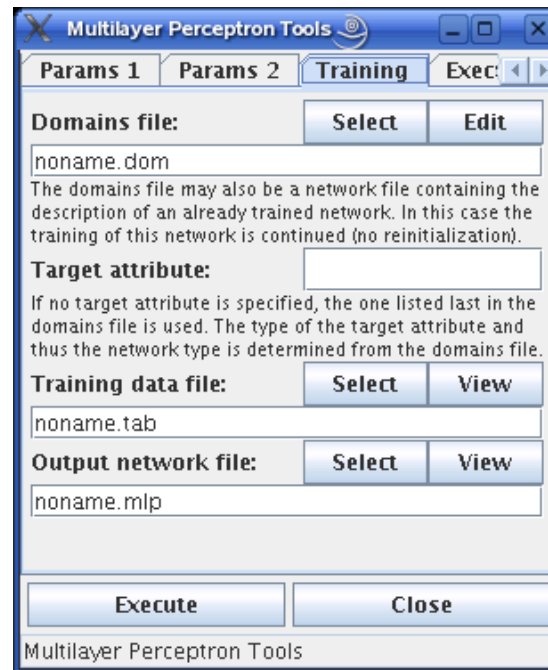 Multilayer Perceptron Tools
Params 1 Params 2 Training Exec
Domains file: Select Edit
noname.dom
The domains file may also be a network file containing the
description of an already trained network. In this case the
training of this network is continued (no reinitialization).
Target attribute:
If no target attribute is specified, the one listed last in the
domains file is used. The type of the target attribute and
thus the network type is determined from the domains file.
Training data file: Select View
noname.tab
Output network file: Select View
noname.mlp
Execute Close
Multilayer Perceptron Tools